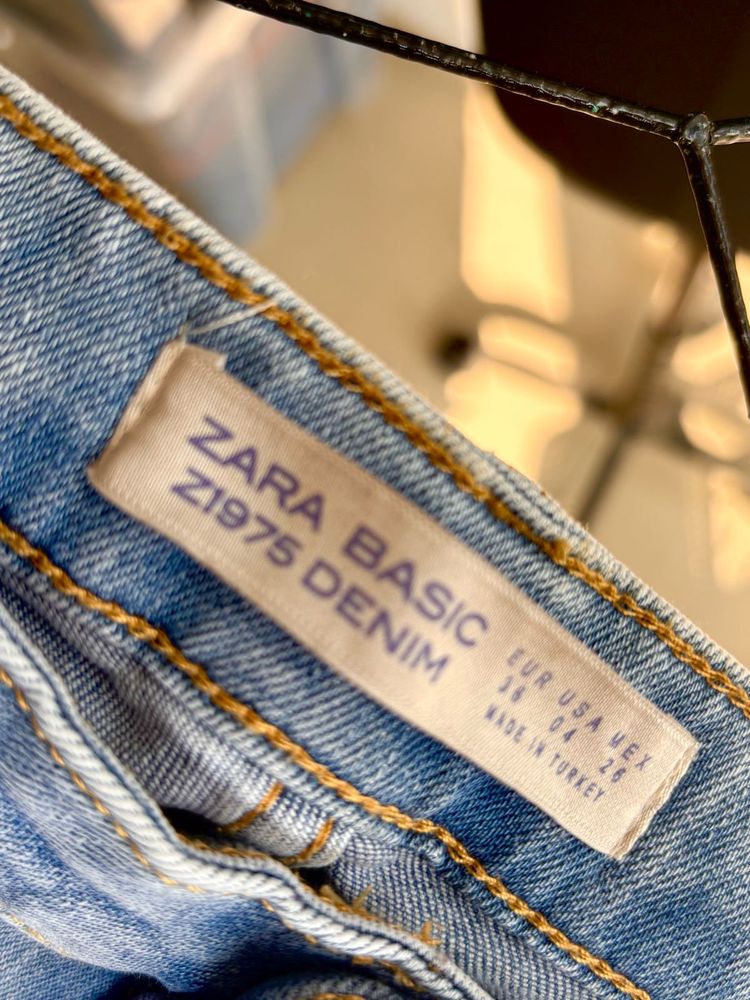 ZARA BASIC
Z1975 DENIM
EUR USA MEX
36 04 26
MADE IN TURKEY